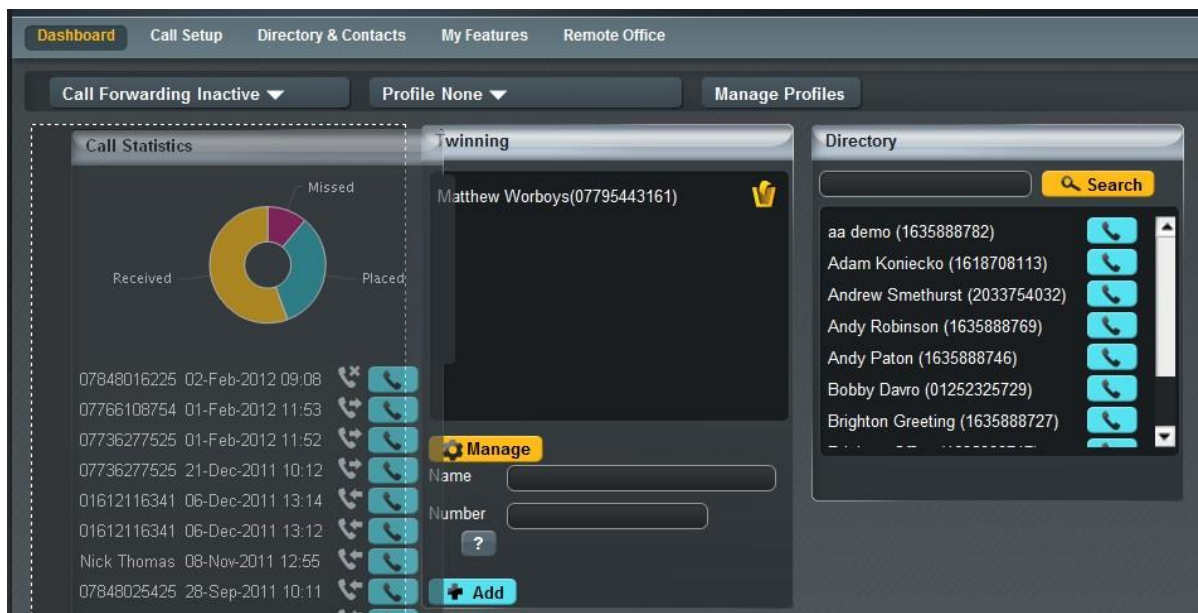 Dashboard Call Setup Directory & Contacts My Features Remote Office
Call Forwarding Inactive Profile None Manage Profiles
Call Statistics
Missed
Received
Placed
07848016225 02-Feb-2012 09:08
07766108754 01-Feb-2012 11:53
07736277525 01-Feb-2012 11:52
07736277525 21-Dec-2011 10:12
01612116341 06-Dec-2011 13:14
01612116341 06-Dec-2011 13:12
Nick Thomas 08-Nov-2011 12:55
07848025425 28-Sep-2011 10:11
Twinning
Matthew Worboys(07795443161)
Manage
Name
Number
?
Add
Directory
Search
aa demo (1635888782)
Adam Koniecko (1618708113)
Andrew Smethurst (2033754032)
Andy Robinson (1635888769)
Andy Paton (1635888746)
Bobby Davro (01252325729)
Brighton Greeting (1635888727)